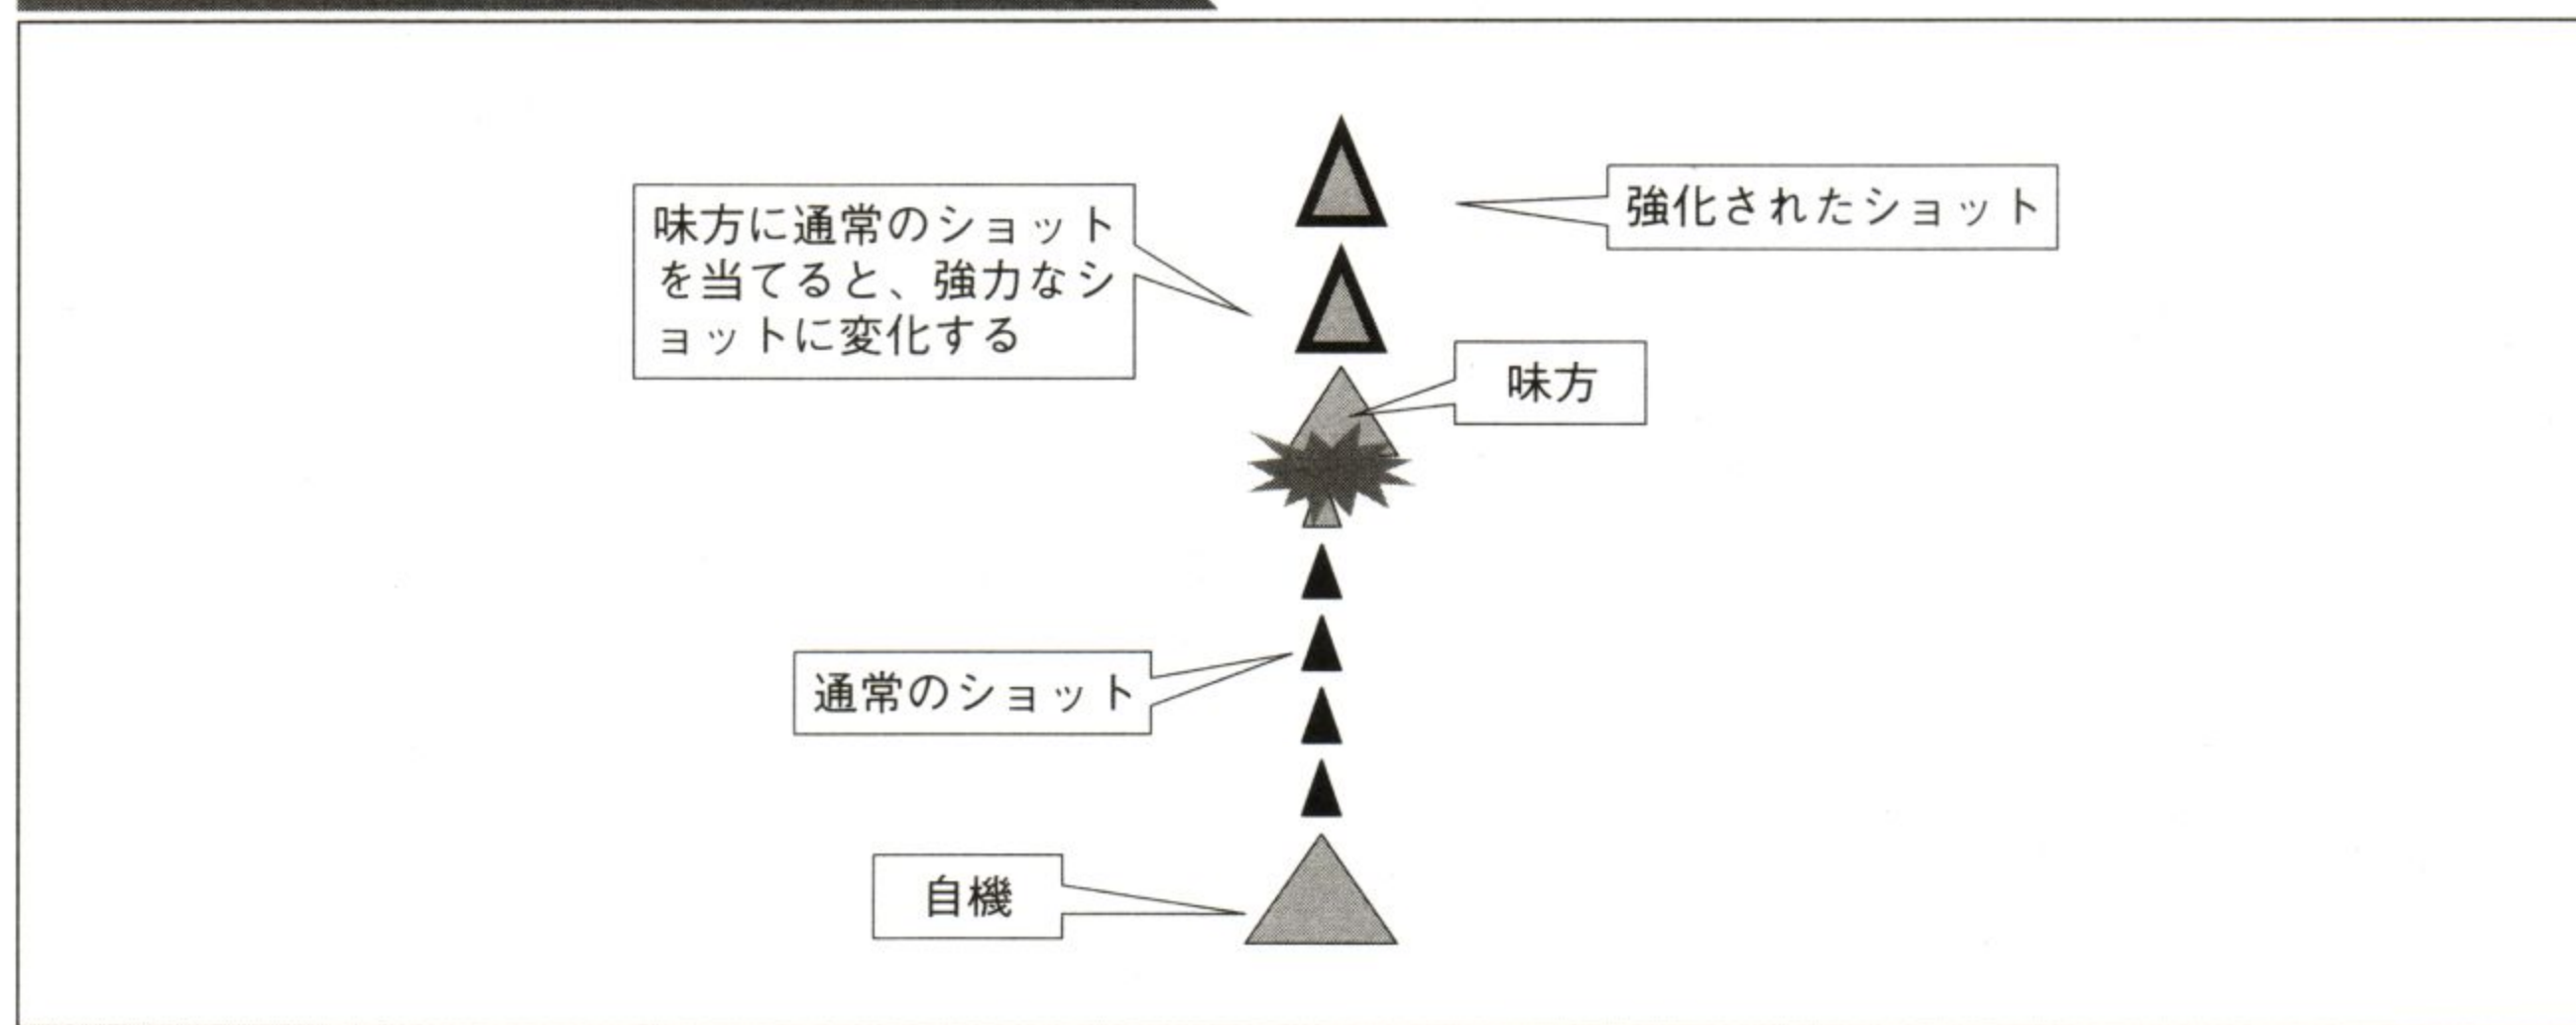 強化されたショット
味方に通常のショット
を当てると、強力なシ
ョットに変化する
味方
通常のショット
自機